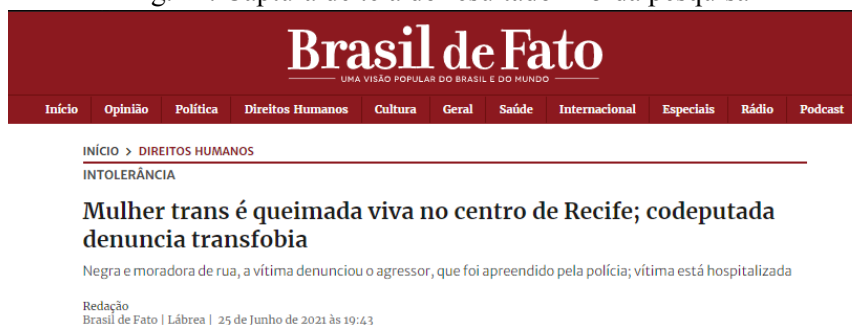 Brasil de Fato
UMA VISÃO POPULAR DO BRASIL E DO MUNDO
Início Opinião Política Direitos Humanos Cultura Geral Saúde Internacional Especiais Rádio Podcast
INÍCIO > DIREITOS HUMANOS
INTOLERÂNCIA
Mulher trans é queimada viva no centro de Recife; codeputada
denuncia transfobia
Negra e moradora de rua, a vítima denunciou o agressor, que foi apreendido pela polícia; vítima está hospitalizada
Redação
Brasil de Fato | Lábrea | 25 de Junho de 2021 às 19:43